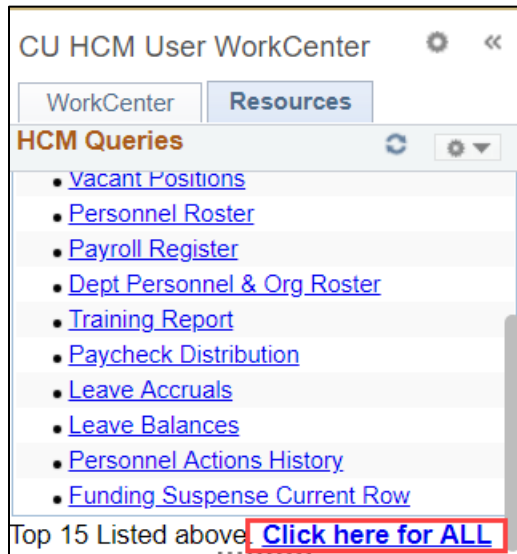 CU HCM User WorkCenter
WorkCenter Resources
HCM Queries
Vacant Positions
Personnel Roster
Payroll Register
Dept Personnel & Org Roster
Training Report
Paycheck Distribution
Leave Accruals
Leave Balances
Personnel Actions History
Funding Suspense Current Row
Top 15 Listed above. Click here for ALL